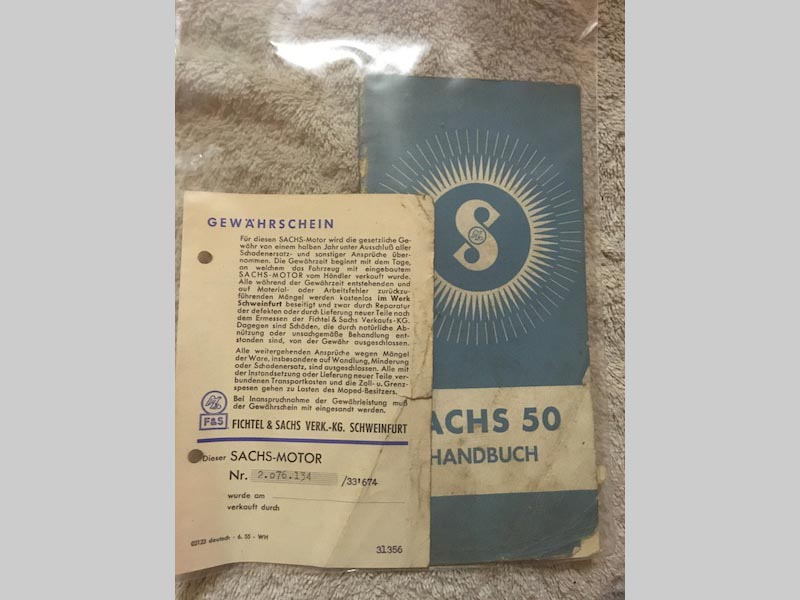 GEWÄHRSCHEIN
Für diesen SACHS-Motor wird die gesetzliche Ge-
währ von einem halben Jahr unter Ausschluß aller
Schadenersatz- und sonstiger Ansprüche über-
nommen. Die Gewährzeit beginnt mit dem Tage,
an welchem das Fahrzeug mit eingebautem
SACHS-MOTOR vom Händler verkauft wurde.
Alle während der Gewährzeit entstehenden und
auf Material- oder Arbeitsfehler zurückzu-
führenden Mängel werden kostenlos im Werk
Schweinfurt beseitigt und zwar durch Reparatur
der defekten oder durch Lieferung neuer Teile nach
dem Ermessen der Fichtel & Sachs Verkaufs-KG.
Dagegen sind Schäden, die durch natürliche Ab-
nützung oder unsachgemäße Behandlung ent-
standen sind, von der Gewähr ausgeschlossen.
Alle weitergehenden Ansprüche wegen Mängel
der Ware, insbesondere auf Wandlung, Minderung
oder Schadenersatz, sind ausgeschlossen. Alle mit
der Instandsetzung oder Lieferung neuer Teile ver-
bundenen Transportkosten und die Zoll- u. Grenz-
spesen gehen zu Lasten des Moped-Besitzers.
Bei Inanspruchnahme der Gewährleistung muß
der Gewährschein mit eingesandt werden.
F&S
FICHTEL & SACHS VERK.-KG. SCHWEINFURT
Dieser SACHS-MOTOR
Nr. 2.076.134 /331674
wurde am
verkauft durch
02123 deutsch - 6. 55 - WH
31356
S
F&S
ACHS 50
HANDBUCH